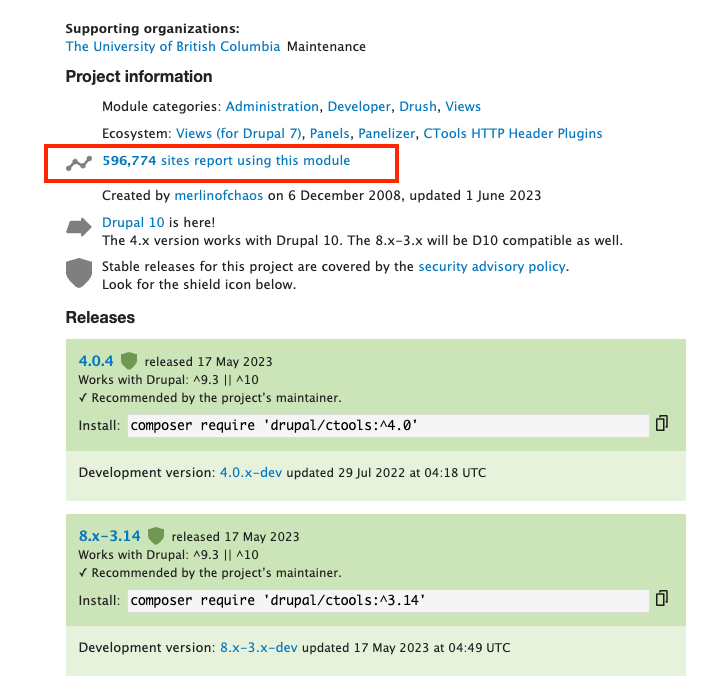 Supporting organizations:
The University of British Columbia Maintenance
Project information
Module categories: Administration, Developer, Drush, Views
Ecosystem: Views (for Drupal 7), Panels, Panelizer, CTools HTTP Header Plugins
596,774 sites report using this module
Created by merlinofchaos on 6 December 2008, updated 1 June 2023
Drupal 10 is here!
The 4.x version works with Drupal 10. The 8.x-3.x will be D10 compatible as well.
Stable releases for this project are covered by the security advisory policy.
Look for the shield icon below.
Releases
4.0.4 released 17 May 2023
Works with Drupal: ^9.3 || ^10
✓ Recommended by the project’s maintainer.
Install: composer require 'drupal/ctools:^4.0'
Development version: 4.0.x-dev updated 29 Jul 2022 at 04:18 UTC
8.x-3.14 released 17 May 2023
Works with Drupal: ^9.3 || ^10
✓ Recommended by the project’s maintainer.
Install: composer require 'drupal/ctools:^3.14'
Development version: 8.x-3.x-dev updated 17 May 2023 at 04:49 UTC